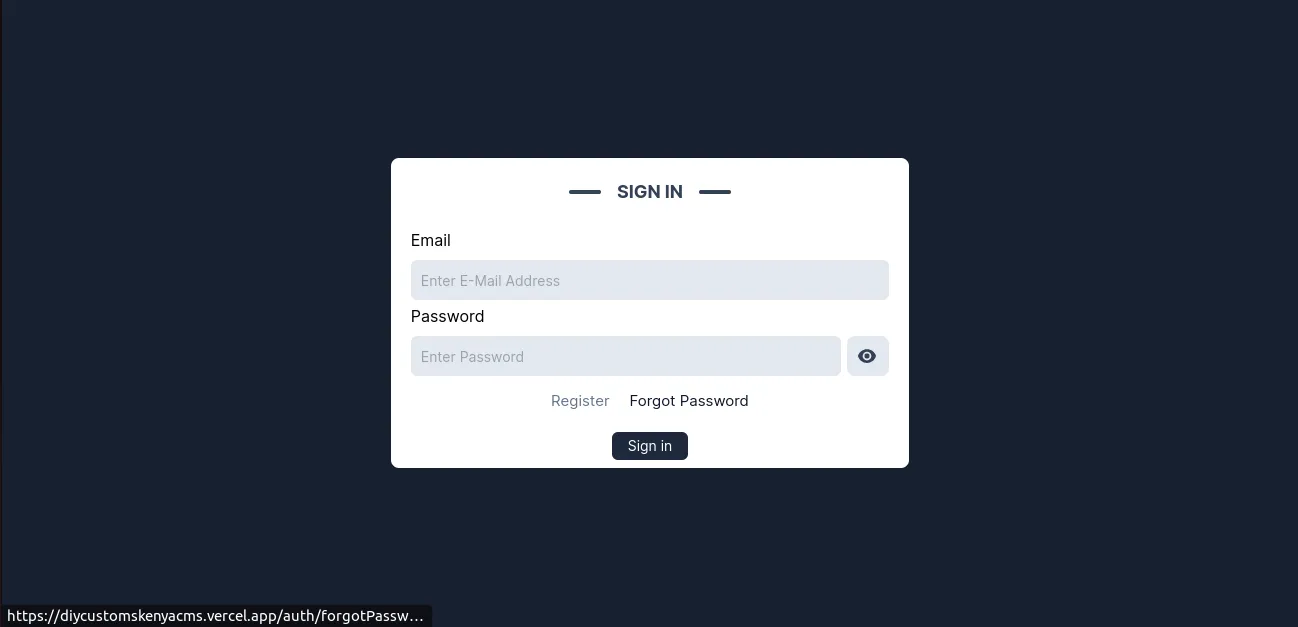 SIGN IN
Email
Enter E-Mail Address
Password
Enter Password
Register Forgot Password
Sign in
https://diycustomskenyacms.vercel.app/auth/forgotPassw...